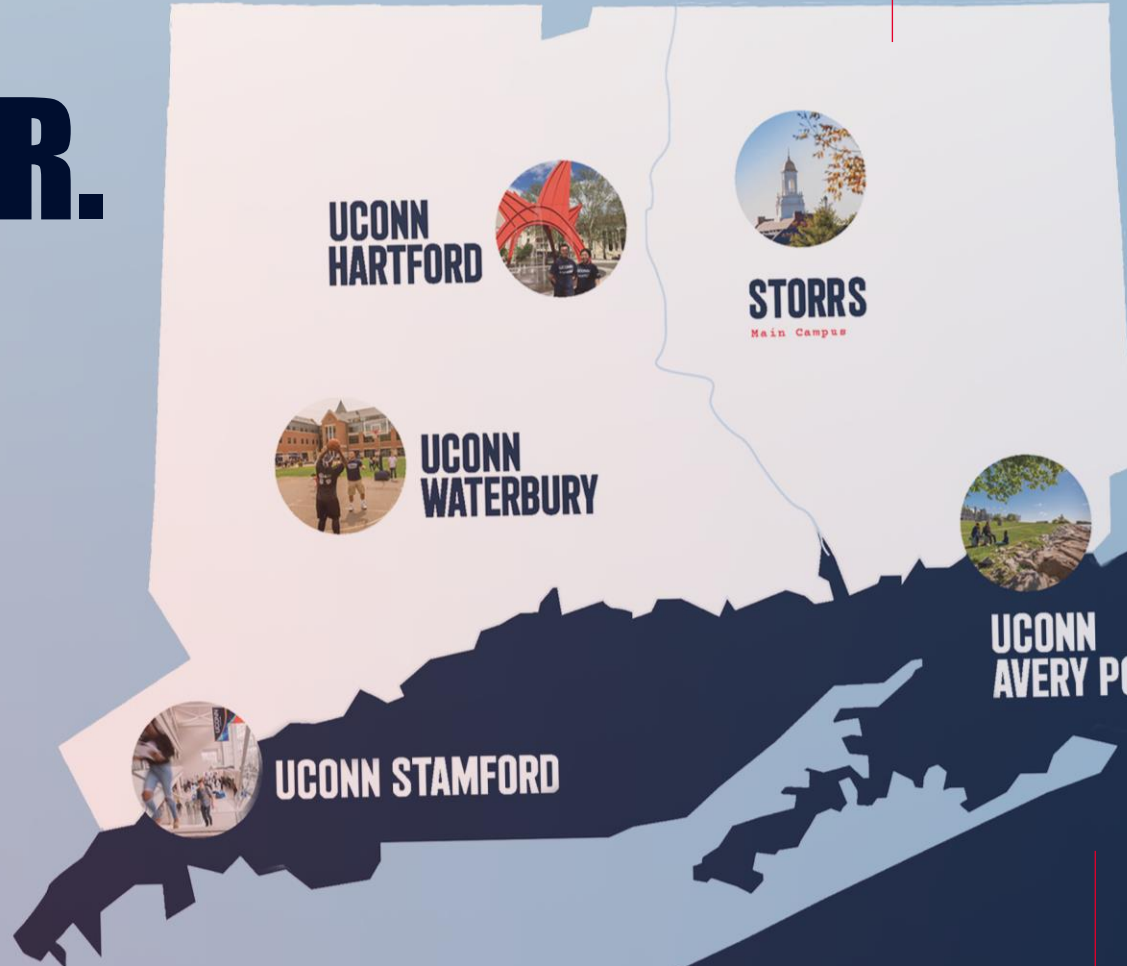 R.
UCONN
HARTFORD
STORRS
Main Campus
UCONN
WATERBURY
UCONN
AVERY PO
UCONN STAMFORD